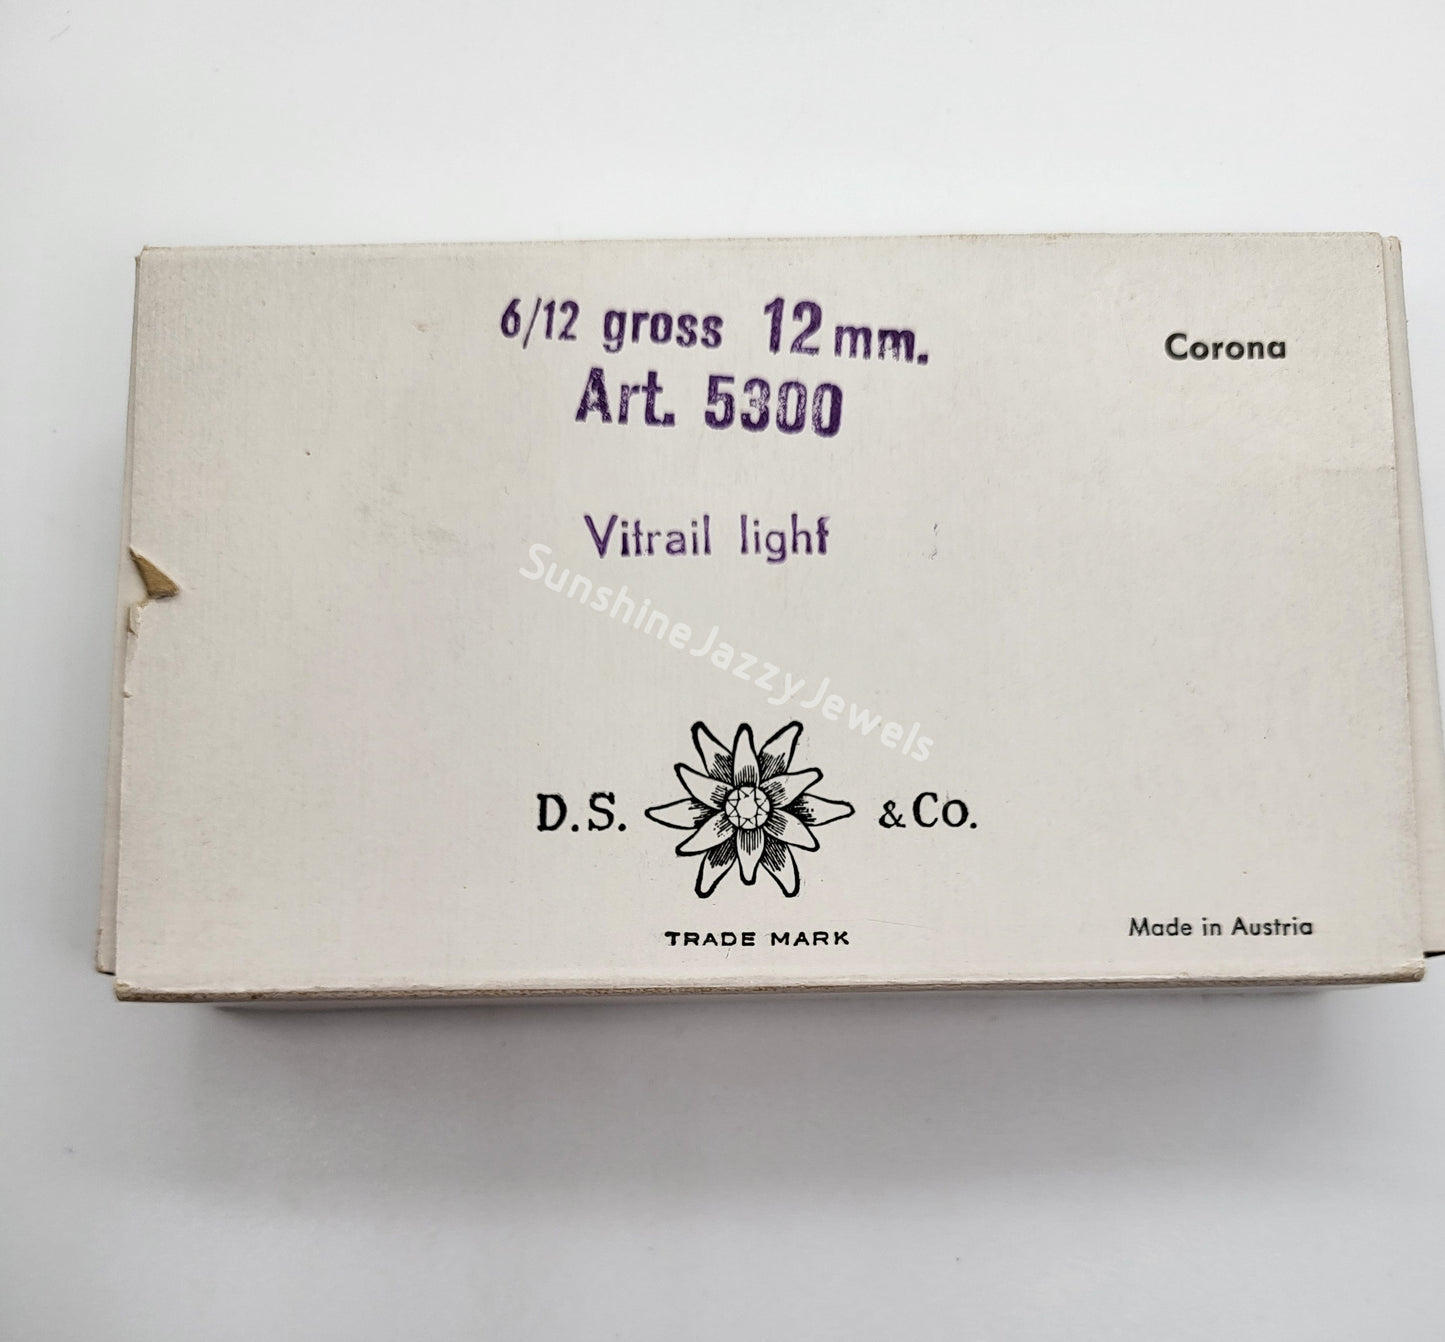 6/12 gross 12 mm.
Corona
Art. 5300
Vitrail light
SunshineJazzyJewels
D.S. & Co.
TRADE MARK
Made in Austria